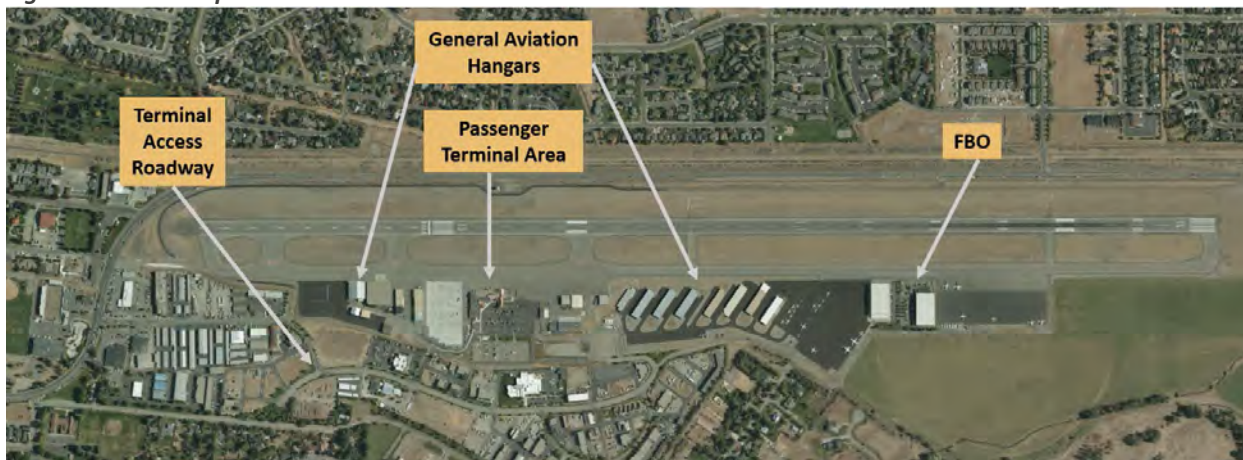 General Aviation
Hangars
Terminal
Access
Roadway
Passenger
Terminal Area
FBO